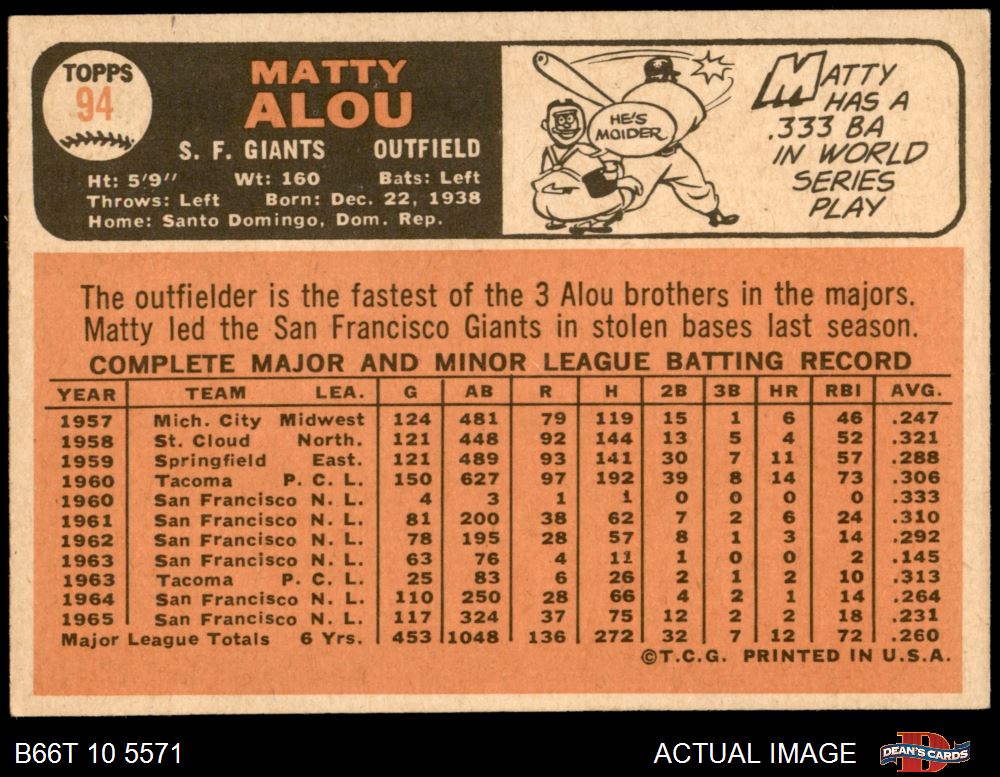 TOPPS
94
MATTY
ALOU
S. F. GIANTS OUTFIELD
Ht: 5'9" Wt: 160 Bats: Left
Throws: Left Born: Dec. 22, 1938
Home: Santo Domingo, Dom. Rep.
HE'S
MOIDER
MATTY
HAS A
.333 BA
IN WORLD
SERIES
PLAY
The outfielder is the fastest of the 3 Alou brothers in the majors.
Matty led the San Francisco Giants in stolen bases last season.
COMPLETE MAJOR AND MINOR LEAGUE BATTING RECORD
YEAR TEAM LEA. G AB R H 2B 3B HR RBI AVG.
1957 Mich. City Midwest 124 481 79 119 15 1 6 46 .247
1958 St. Cloud North. 121 448 92 144 13 5 4 52 .321
1959 Springfield East. 121 489 93 141 30 7 11 57 .288
1960 Tacoma P. C. L. 150 627 97 192 39 8 14 73 .306
1960 San Francisco N. L. 4 3 1 1 0 0 0 0 .333
1961 San Francisco N. L. 81 200 38 62 7 2 6 24 .310
1962 San Francisco N. L. 78 195 28 57 8 1 3 14 .292
1963 San Francisco N. L. 63 76 4 11 1 0 0 2 .145
1963 Tacoma P. C. L. 25 83 6 26 2 1 2 10 .313
1964 San Francisco N. L. 110 250 28 66 4 2 1 14 .264
1965 San Francisco N. L. 117 324 37 75 12 2 2 18 .231
Major League Totals 6 Yrs. 453 1048 136 272 32 7 12 72 .260
©T.C.G. PRINTED IN U.S.A.
B66T 10 5571
ACTUAL IMAGE
DEAN'S CARDS